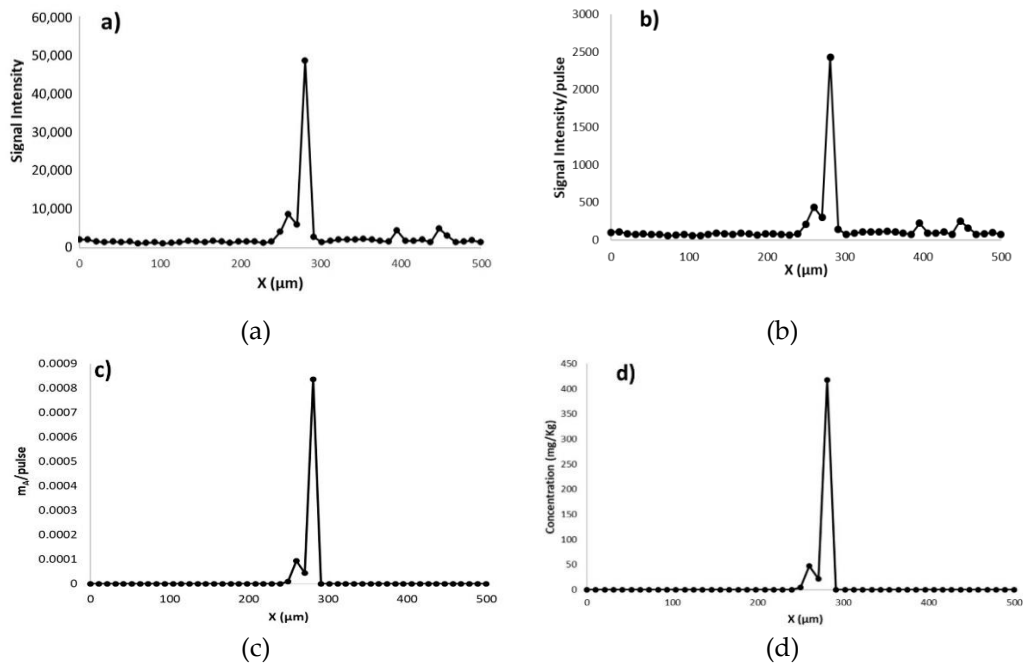 a)
60,000
50,000
40,000
30,000
20,000
10,000
0
Signal Intensity
0 100 200 300 400 500
X (μm)
(a)
b)
3000
2500
2000
1500
1000
500
0
Signal Intensity/pulse
0 100 200 300 400 500
X (μm)
(b)
c)
0.0009
0.0008
0.0007
0.0006
0.0005
0.0004
0.0003
0.0002
0.0001
0
mA/pulse
0 100 200 300 400 500
X (μm)
(c)
d)
450
400
350
300
250
200
150
100
50
0
Concentration (mg/Kg)
0 100 200 300 400 500
X (μm)
(d)